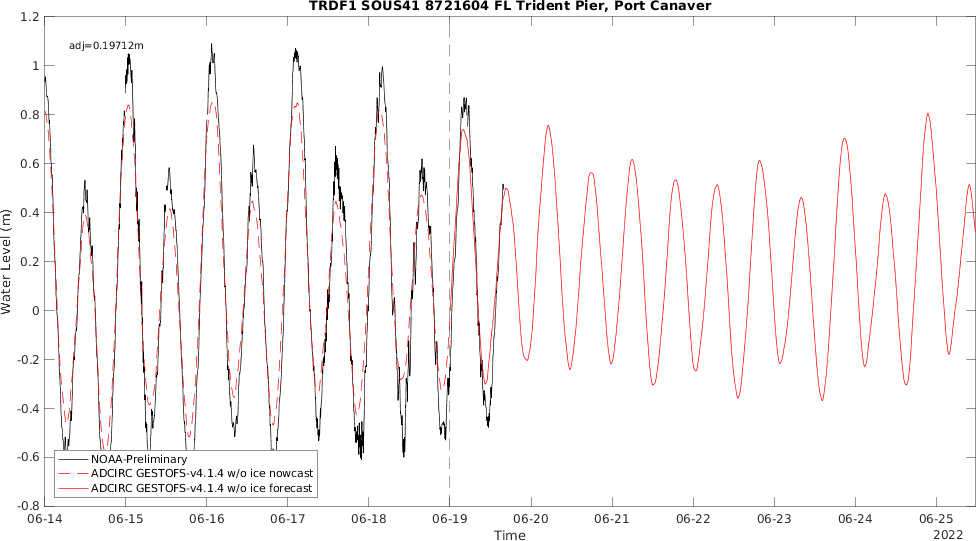 TRDF1 SOUS41 8721604 FL Trident Pier, Port Canaver
adj=0.19712m
1.2
1
0.8
0.6
0.4
0.2
0
-0.2
-0.4
-0.6
-0.8
Water Level (m)
NOAA-Preliminary
ADCIRC GESTOFS-v4.1.4 w/o ice nowcast
ADCIRC GESTOFS-v4.1.4 w/o ice forecast
06-14 06-15 06-16 06-17 06-18 06-19 06-20 06-21 06-22 06-23 06-24 06-25
Time
2022